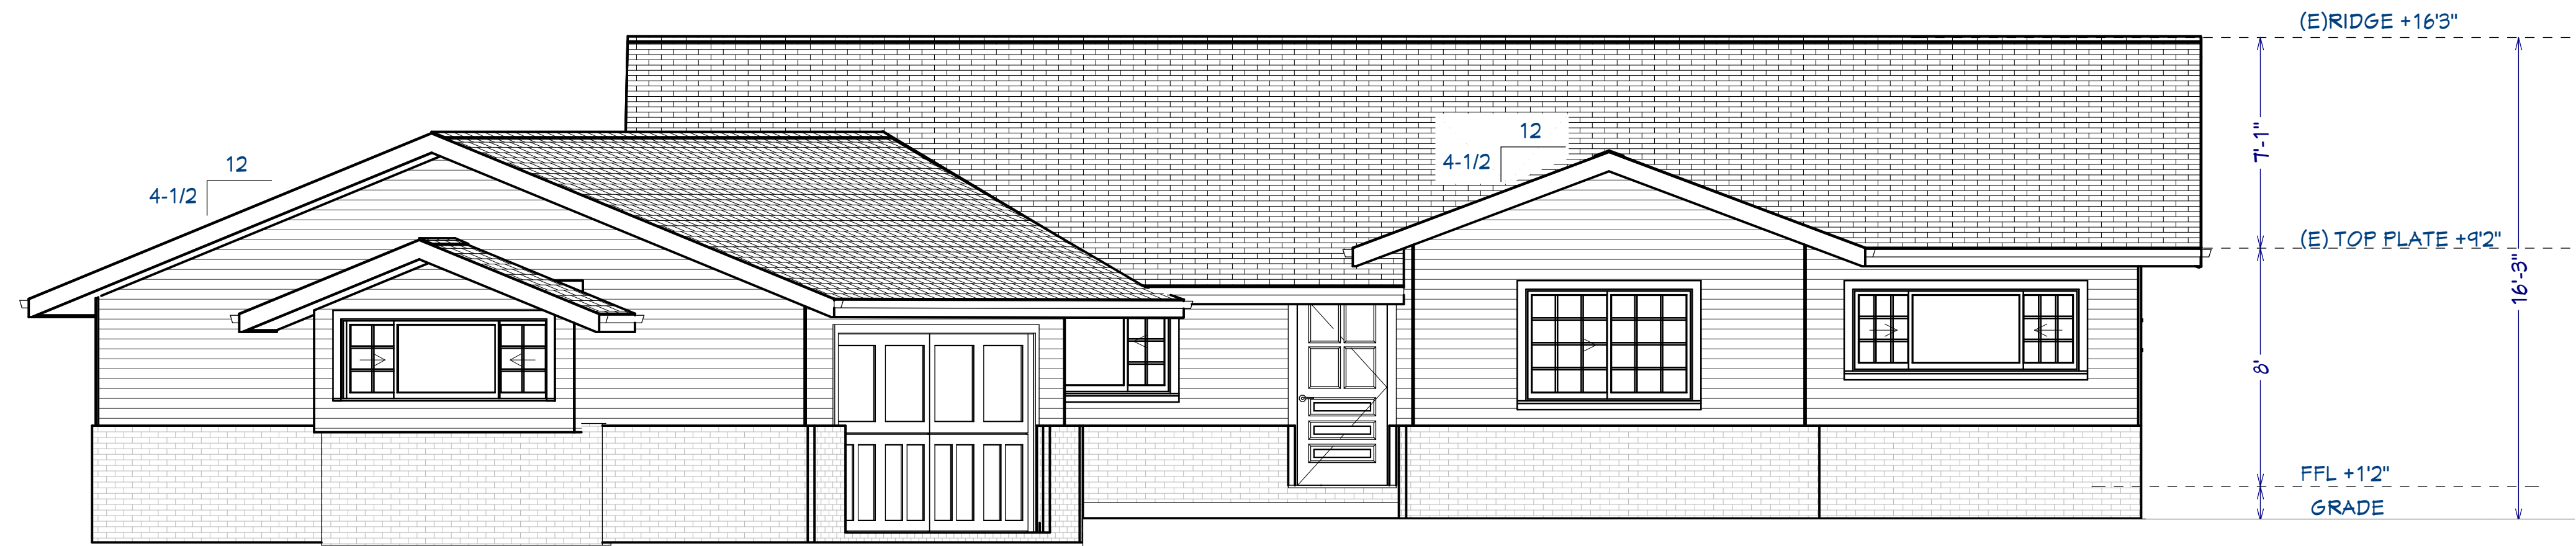 (E)RIDGE +16'3"
12
4-1/2
12
4-1/2
7'-1"
(E) TOP PLATE +9'2"
16'-3"
8'
FFL +1'2"
GRADE